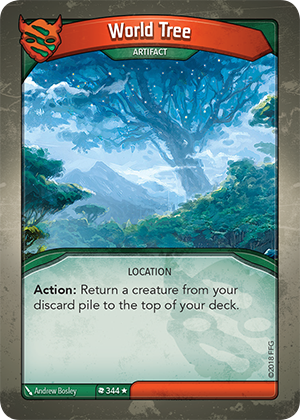 World Tree
ARTIFACT
LOCATION
Action: Return a creature from your
discard pile to the top of your deck.
©2018 FFG
Andrew Bosley
344 ★